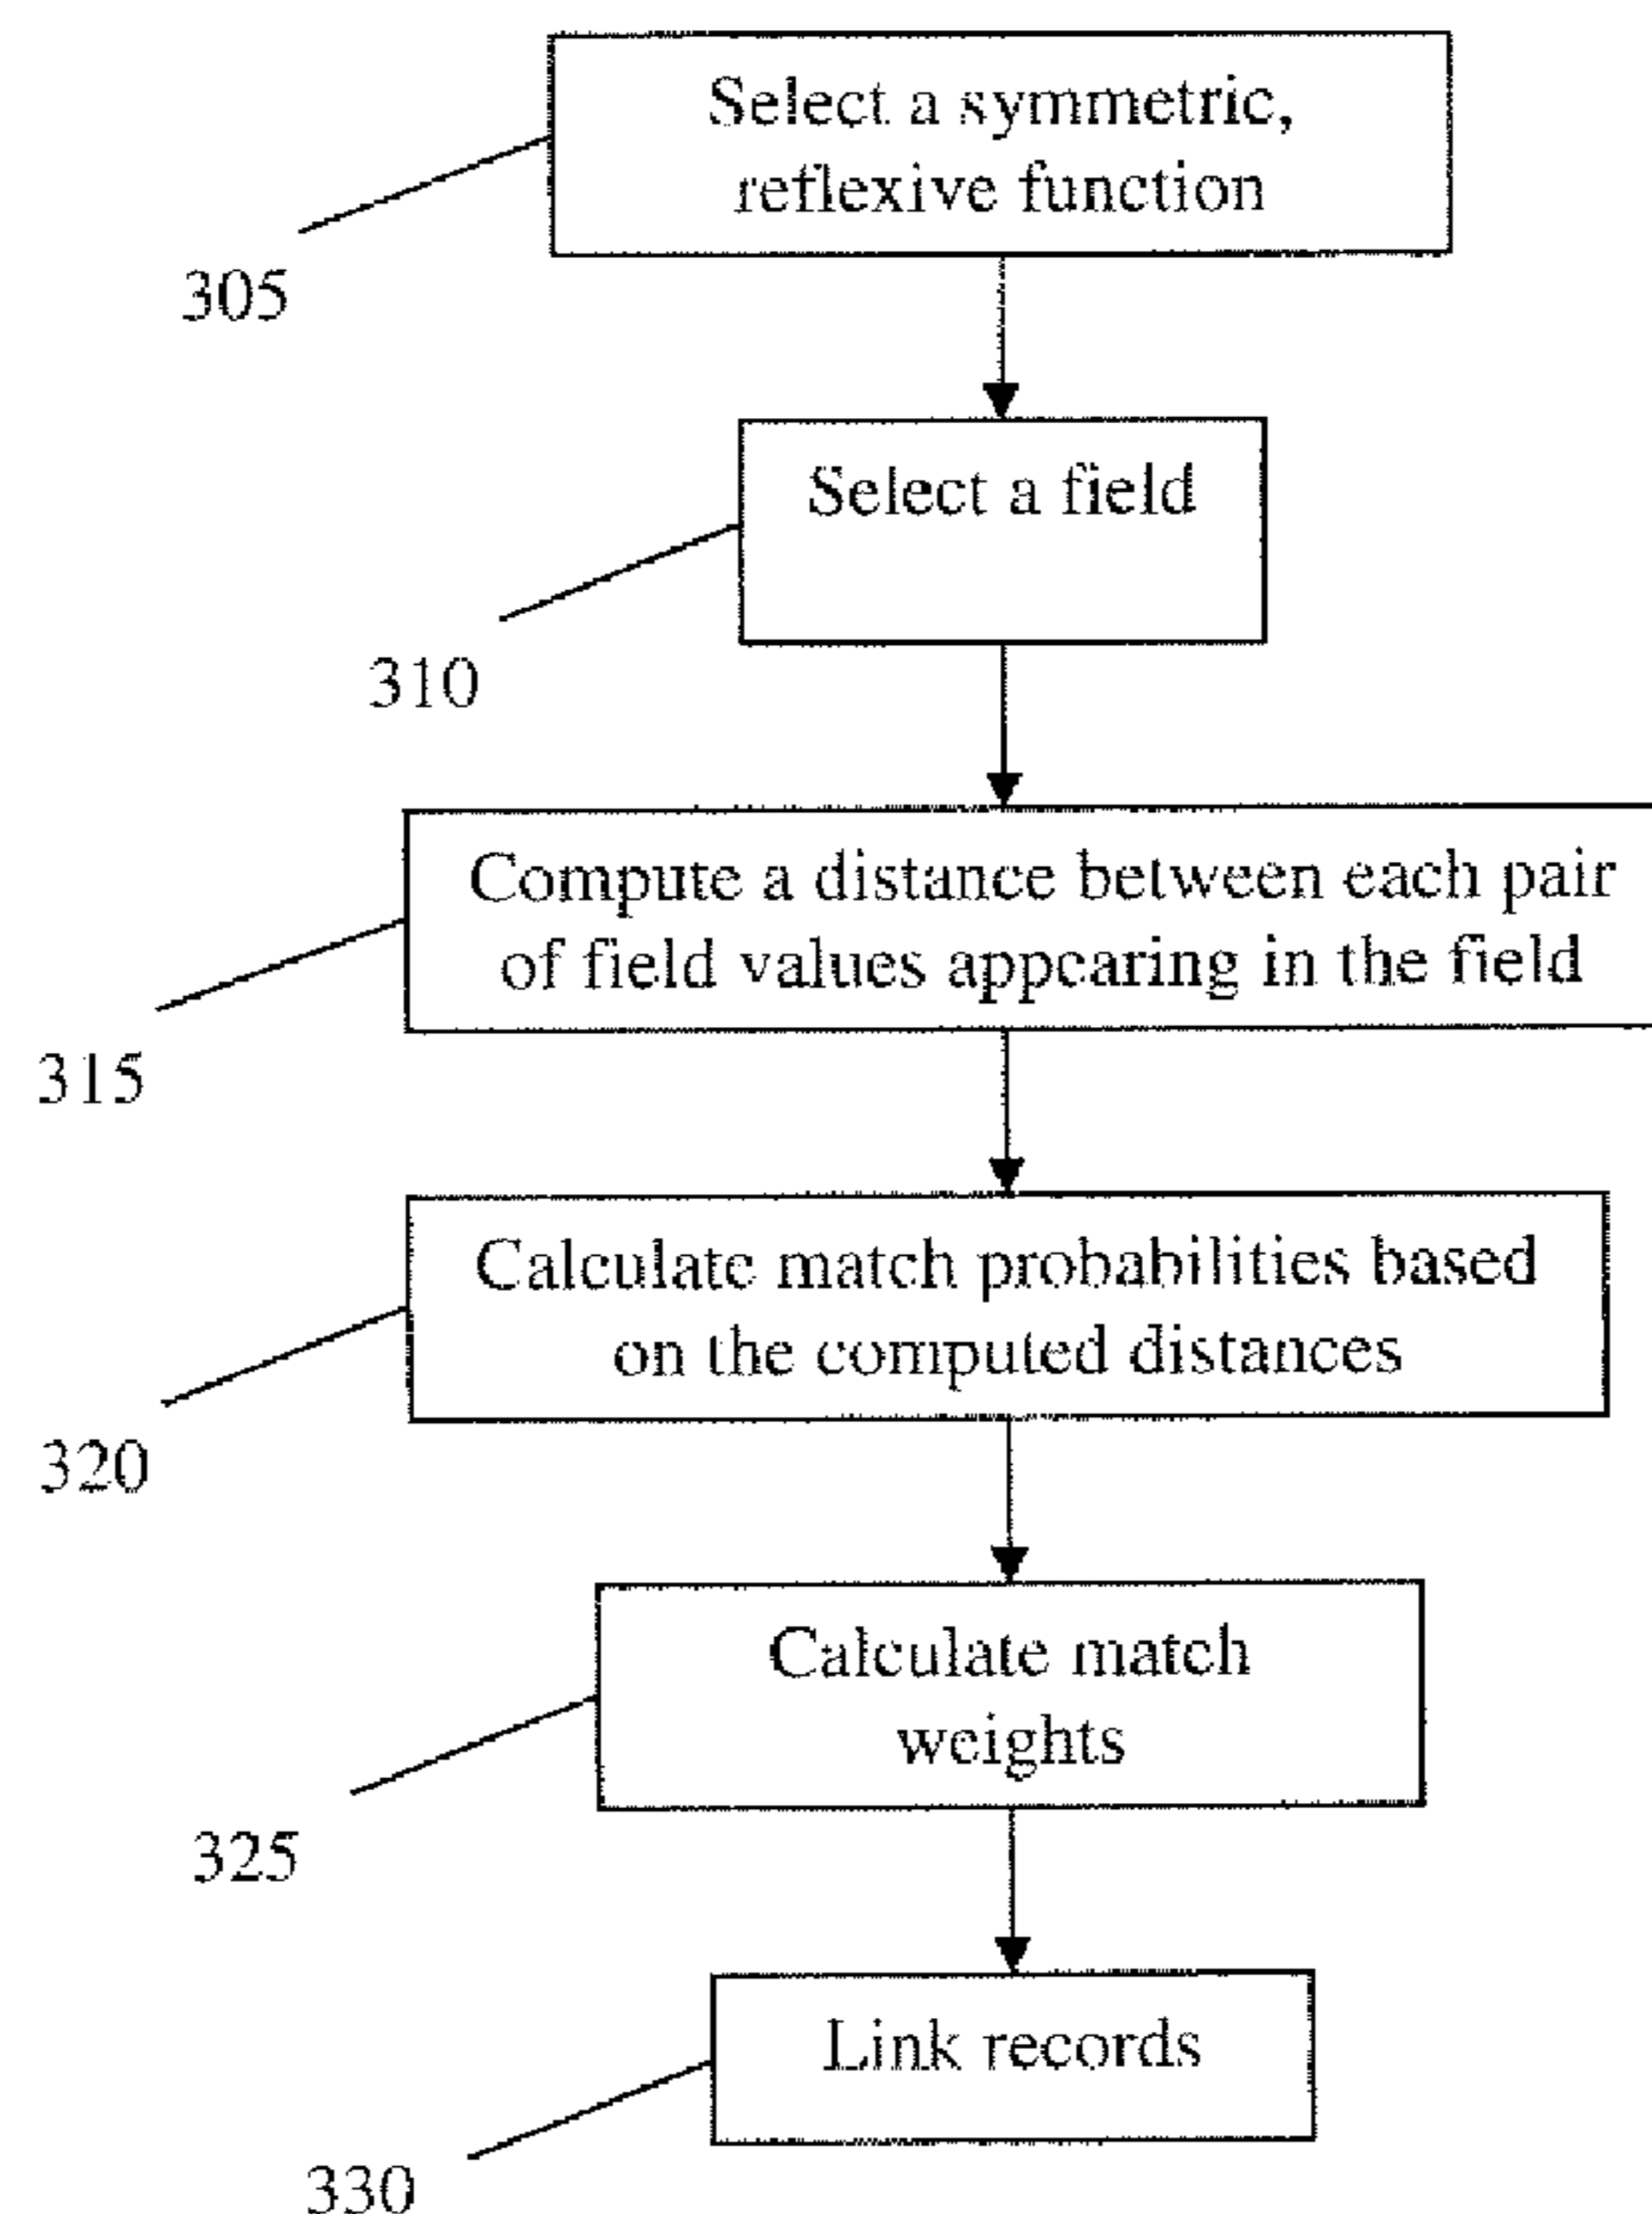 Select a symmetric,
reflexive function
305
Select a field
310
Compute a distance between each pair
of field values appearing in the field
315
Calculate match probabilities based
on the computed distances
320
Calculate match
weights
325
Link records
330